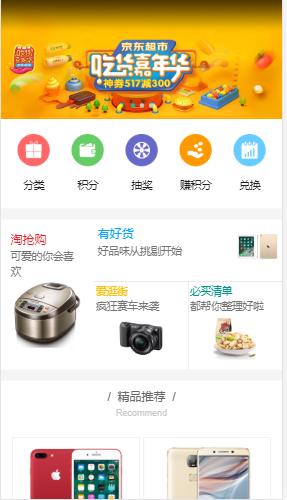 京东超市
吃货嘉年华
神券517减300
分类
积分
抽奖
赚积分
兑换
淘抢购
可爱的你会喜
欢
有好货
好品味从挑剔开始
爱逛街
疯狂赛车来袭
必买清单
都帮你整理好啦
/ 精品推荐 /
Recommend